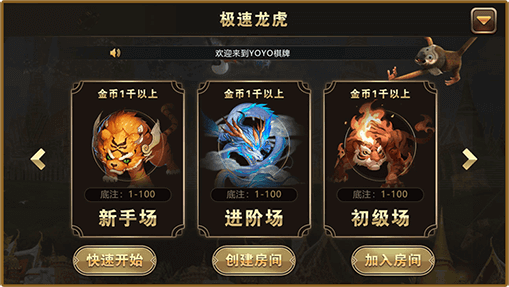 极速龙虎
欢迎来到YOYO棋牌
金币1千以上
金币1千以上
金币1千以上
底注：1-100
底注：1-100
底注：1-100
新手场
进阶场
初级场
快速开始
创建房间
加入房间